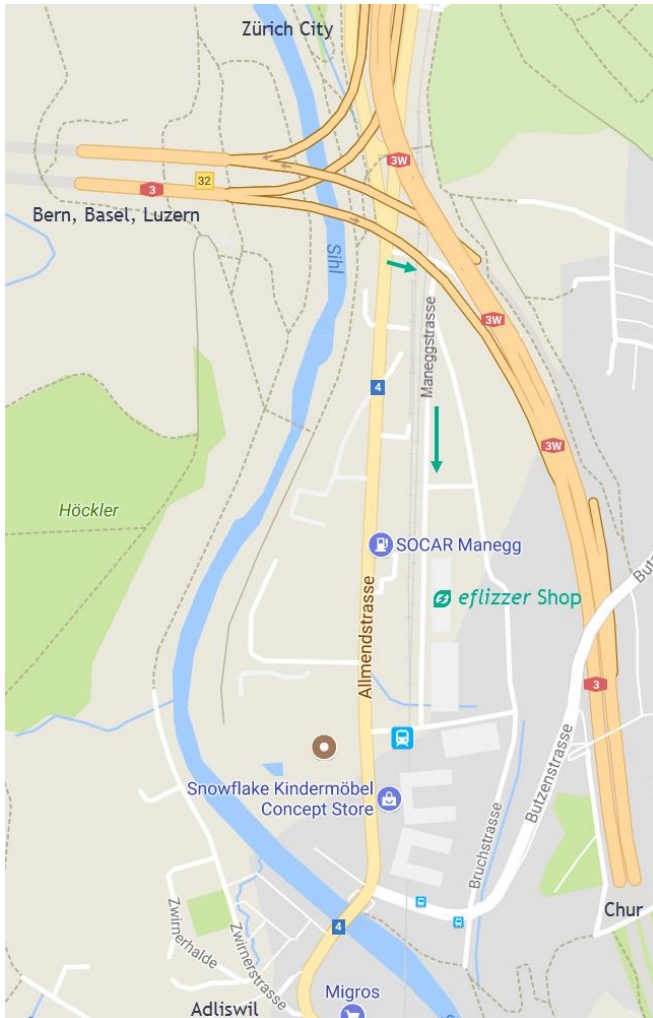 Zürich City
3W
32
3
Bern, Basel, Luzern
Sihl
3W
Maneggstrasse
4
3W
Höckler
SOCAR Manegg
eflizzer Shop
Allmendstrasse
3
Butzenstrasse
Snowflake Kindermöbel
Concept Store
Bruchstrasse
Zwirnerhalde
Zwirnerstrasse
4
Chur
Migros
Adliswil